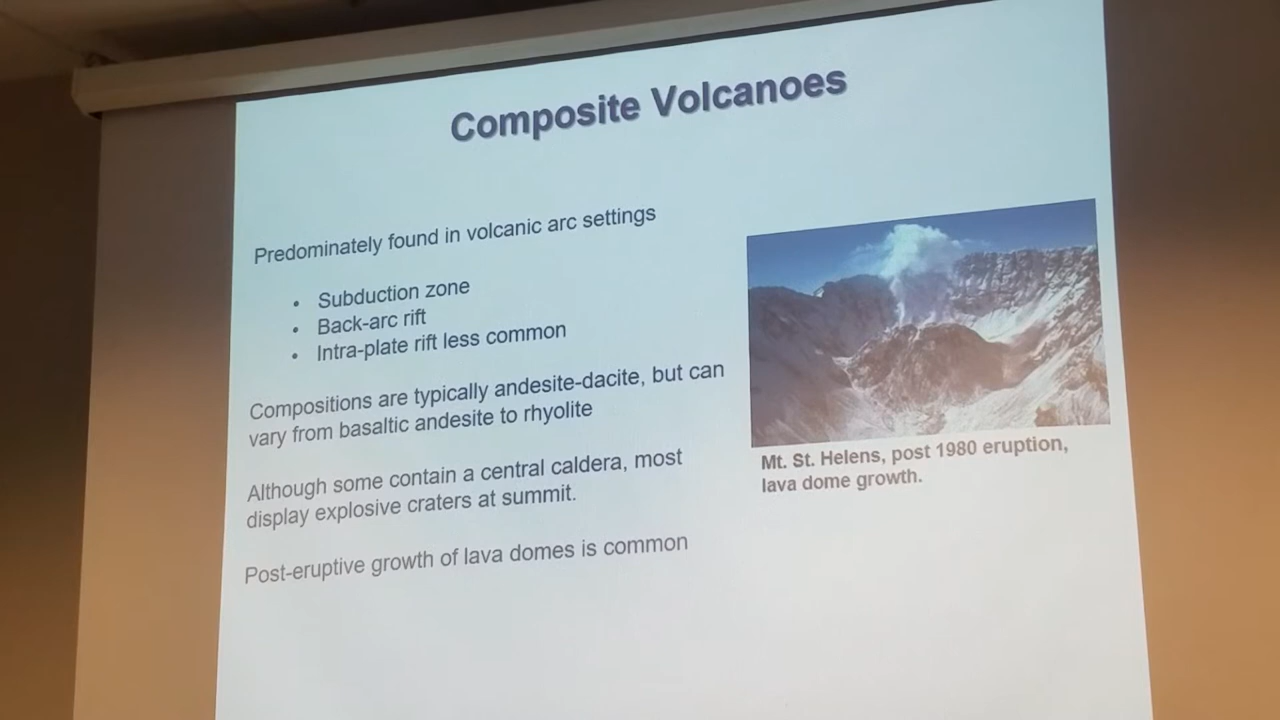 Composite Volcanoes
Predominately found in volcanic arc settings
• Subduction zone
• Back-arc rift
• Intra-plate rift less common
Compositions are typically andesite-dacite, but can
vary from basaltic andesite to rhyolite
Although some contain a central caldera, most
display explosive craters at summit.
Post-eruptive growth of lava domes is common
Mt. St. Helens, post 1980 eruption,
lava dome growth.